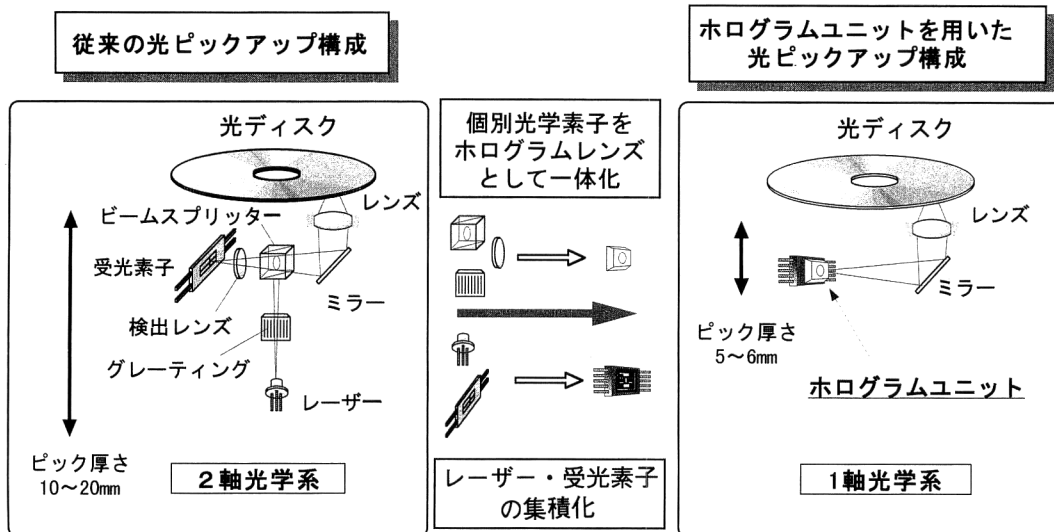 従来の光ピックアップ構成
光ディスク
レンズ
ビームスプリッター
受光素子
ミラー
検出レンズ
グレーティング
レーザー
ピック厚さ
10～20mm
2軸光学系
個別光学素子を
ホログラムレンズ
として一体化
レーザー・受光素子
の集積化
ホログラムユニットを用いた
光ピックアップ構成
光ディスク
レンズ
ミラー
ピック厚さ
5～6mm
ホログラムユニット
1軸光学系